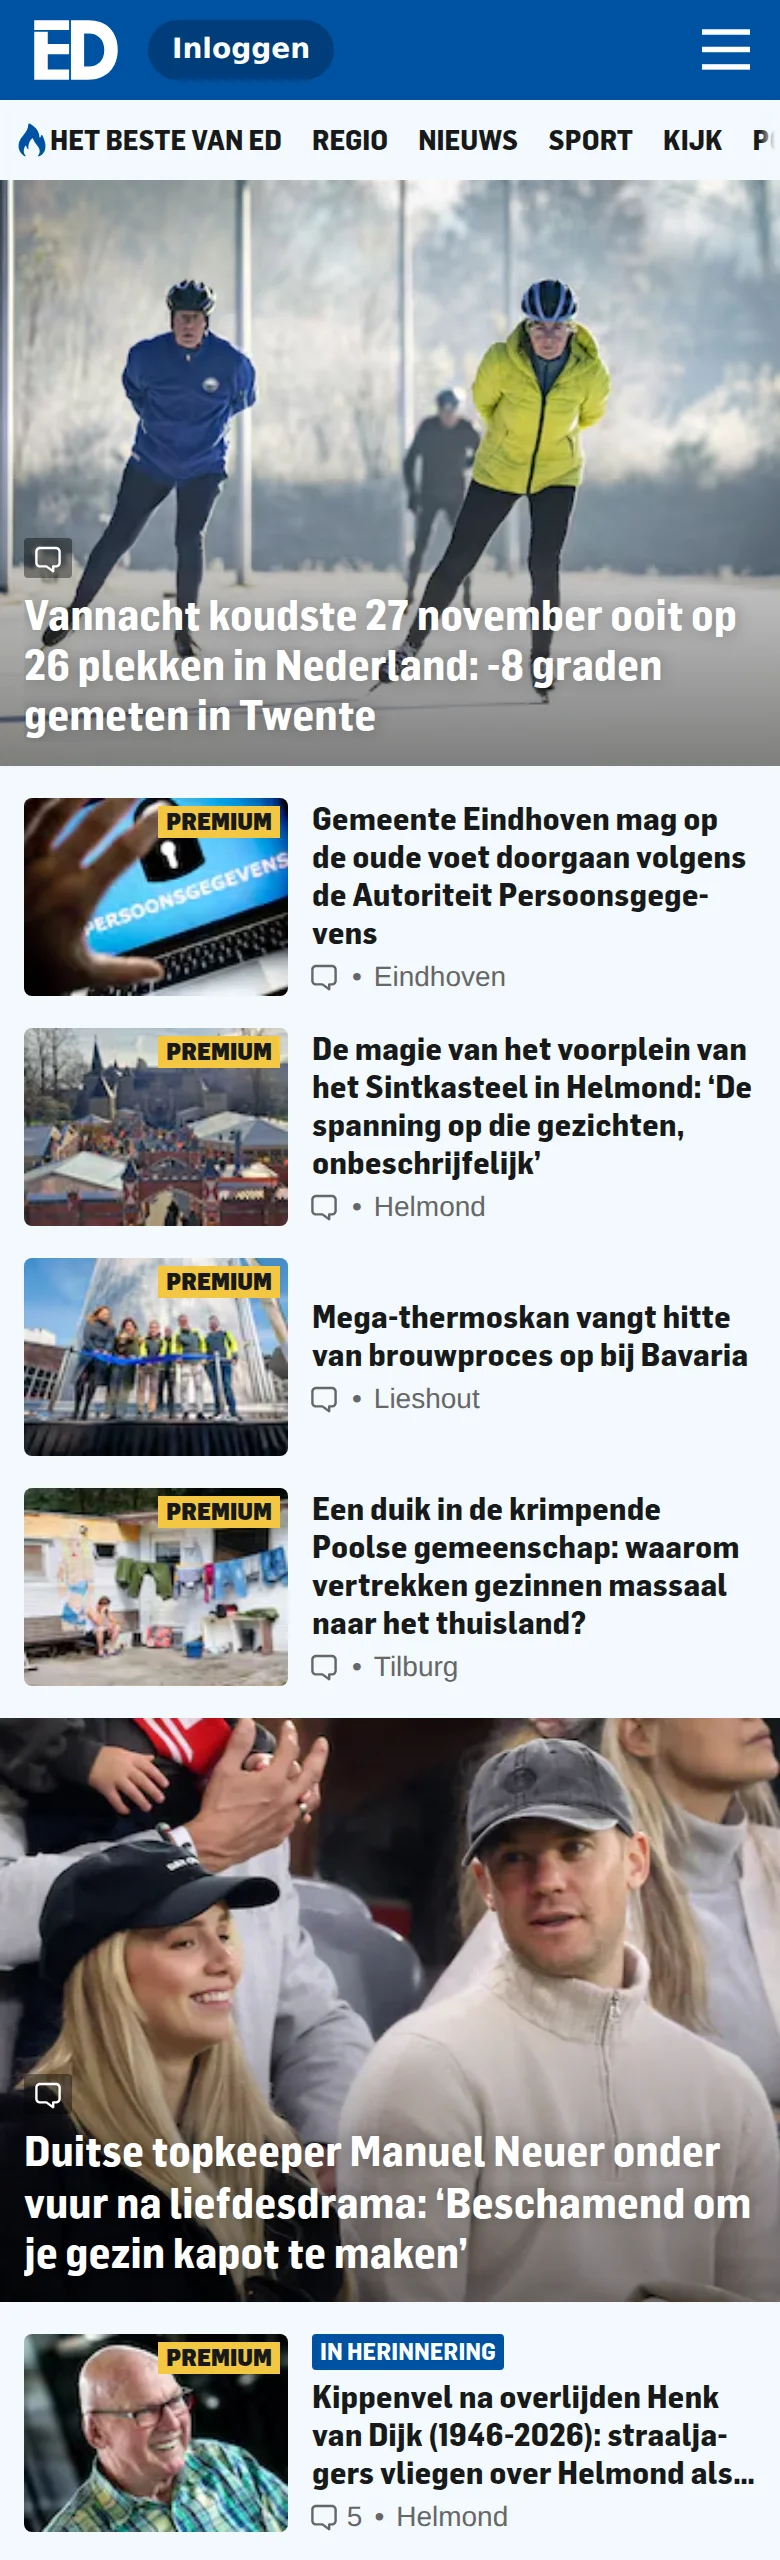 ED
Inloggen
HET BESTE VAN ED
REGIO
NIEUWS
SPORT
KIJK
Vannacht koudste 27 november ooit op
26 plekken in Nederland: -8 graden
gemeten in Twente
PREMIUM
PERSOONSGEGEVENS
Gemeente Eindhoven mag op
de oude voet doorgaan volgens
de Autoriteit Persoonsgege-
vens
• Eindhoven
PREMIUM
De magie van het voorplein van
het Sintkasteel in Helmond: ‘De
spanning op die gezichten,
onbeschrijfelijk’
• Helmond
PREMIUM
Mega-thermoskan vangt hitte
van brouwproces op bij Bavaria
• Lieshout
PREMIUM
Een duik in de krimpende
Poolse gemeenschap: waarom
vertrekken gezinnen massaal
naar het thuisland?
• Tilburg
Duitse topkeeper Manuel Neuer onder
vuur na liefdesdrama: ‘Beschamend om
je gezin kapot te maken’
PREMIUM
IN HERINNERING
Kippenvel na overlijden Henk
van Dijk (1946-2026): straalja-
gers vliegen over Helmond als...
5 • Helmond